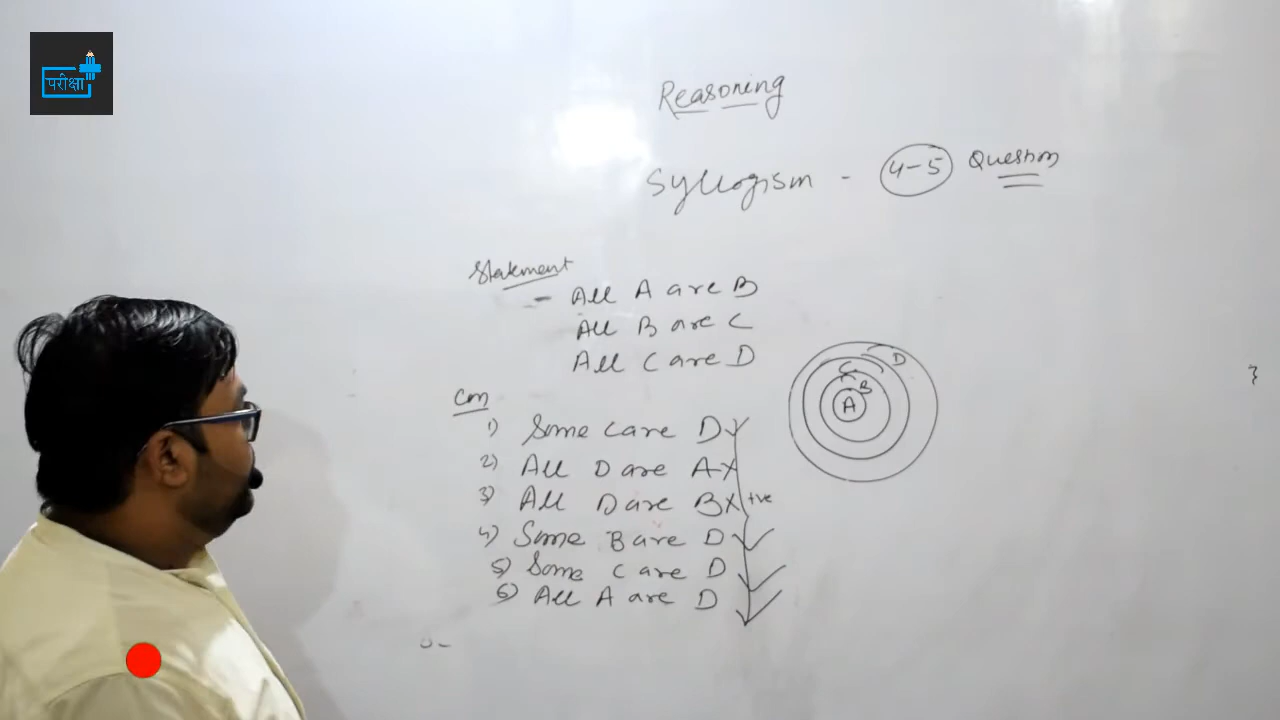 परीक्षा
Reasoning
Syllogism - 4-5 Question
Statement
- All A are B
All B are C
All C are D
Con
1) Some C are D ✓
2) All D are A X
3) All D are B X +ve
4) Some B are D ✓
5) Some C are D ✓
6) All A are D ✓
D
C
B
A